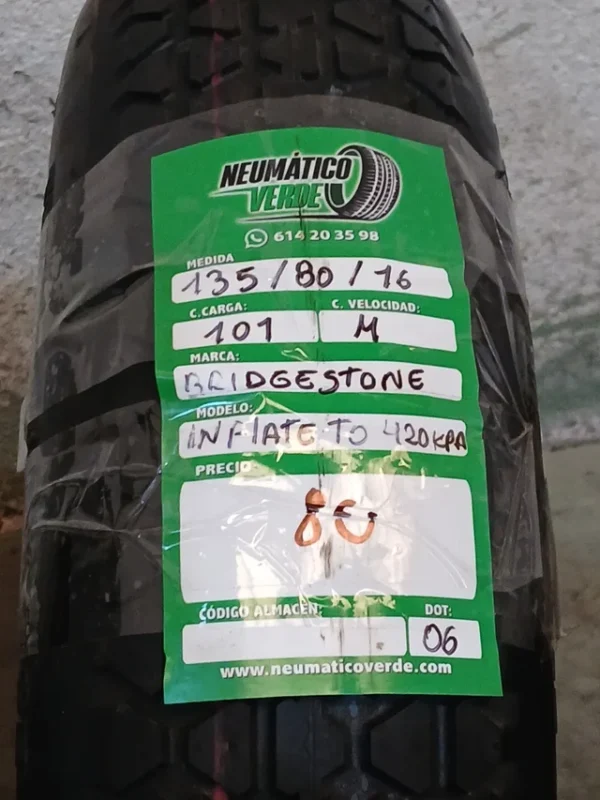 NEUMÁTICO
VERDE
614 20 35 98
MEDIDA
135/80/16
C.CARGA: C. VELOCIDAD:
101 M
MARCA:
BRIDGESTONE
MODELO:
INFlATE TO 420KPA
PRECIO
80
CÓDIGO ALMACÉN: DOT:
06
www.neumaticoverde.com